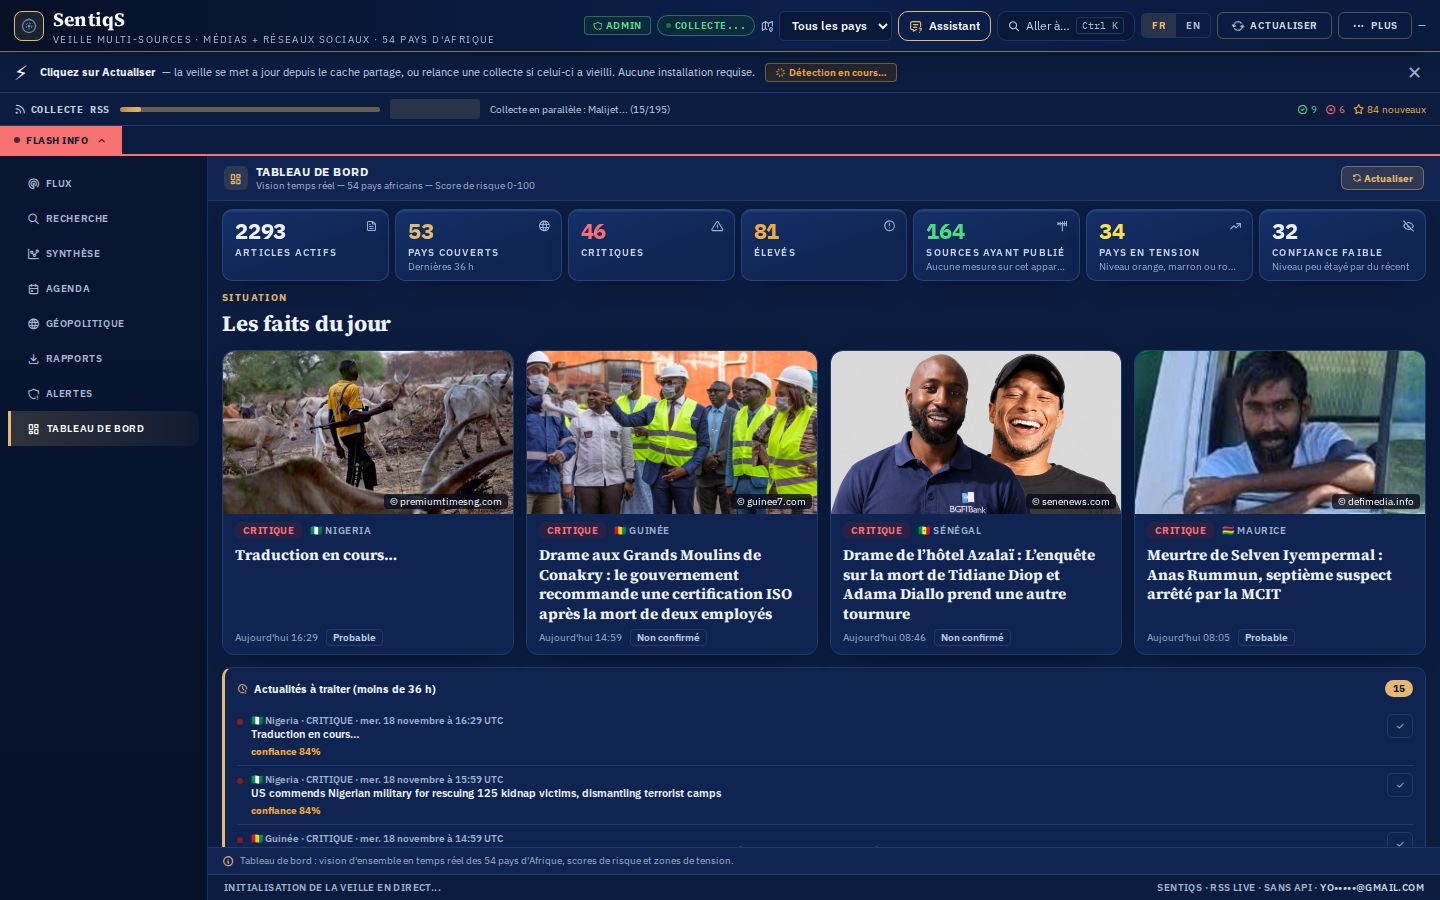 SentiqS
VEILLE MULTI-SOURCES · MÉDIAS + RÉSEAUX SOCIAUX · 54 PAYS D'AFRIQUE
ADMIN
COLLECTE...
Tous les pays
Assistant
Aller à... Ctrl K
FR EN
ACTUALISER
PLUS
Cliquez sur Actualiser — la veille se met a jour depuis le cache partage, ou relance une collecte si celui-ci a vieilli. Aucune installation requise.
Détection en cours...
COLLECTE RSS
Collecte en parallèle : Malijet... (15/195)
9
6
84 nouveaux
FLASH INFO
FLUX
RECHERCHE
SYNTHÈSE
AGENDA
GÉOPOLITIQUE
RAPPORTS
ALERTES
TABLEAU DE BORD
TABLEAU DE BORD
Vision temps réel — 54 pays africains — Score de risque 0-100
Actualiser
2293
ARTICLES ACTIFS
53
PAYS COUVERTS
Dernières 36 h
46
CRITIQUES
81
ÉLEVÉS
164
SOURCES AYANT PUBLIÉ
Aucune mesure sur cet appar...
34
PAYS EN TENSION
Niveau orange, marron ou ro...
32
CONFIANCE FAIBLE
Niveau peu étayé par du récent
SITUATION
Les faits du jour
© premiumtimesng.com
CRITIQUE NIGERIA
Traduction en cours...
Aujourd'hui 16:29 Probable
© guinee7.com
CRITIQUE GUINÉE
Drame aux Grands Moulins de
Conakry : le gouvernement
recommande une certification ISO
après la mort de deux employés
Aujourd'hui 14:59 Non confirmé
BGFIBank
© senenews.com
CRITIQUE SÉNÉGAL
Drame de l'hôtel Azalaï : L'enquête
sur la mort de Tidiane Diop et
Adama Diallo prend une autre
tournure
Aujourd'hui 08:46 Non confirmé
© defimedia.info
CRITIQUE MAURICE
Meurtre de Selven Iyempermal :
Anas Rummun, septième suspect
arrêté par la MCIT
Aujourd'hui 08:05 Probable
Actualités à traiter (moins de 36 h)
15
Nigeria · CRITIQUE · mer. 18 novembre à 16:29 UTC
Traduction en cours...
confiance 84%
Nigeria · CRITIQUE · mer. 18 novembre à 15:59 UTC
US commends Nigerian military for rescuing 125 kidnap victims, dismantling terrorist camps
confiance 84%
Guinée · CRITIQUE · mer. 18 novembre à 14:59 UTC
Tableau de bord : vision d'ensemble en temps réel des 54 pays d'Afrique, scores de risque et zones de tension.
INITIALISATION DE LA VEILLE EN DIRECT...
SENTIQS · RSS LIVE · SANS API · YO•••••@GMAIL.COM